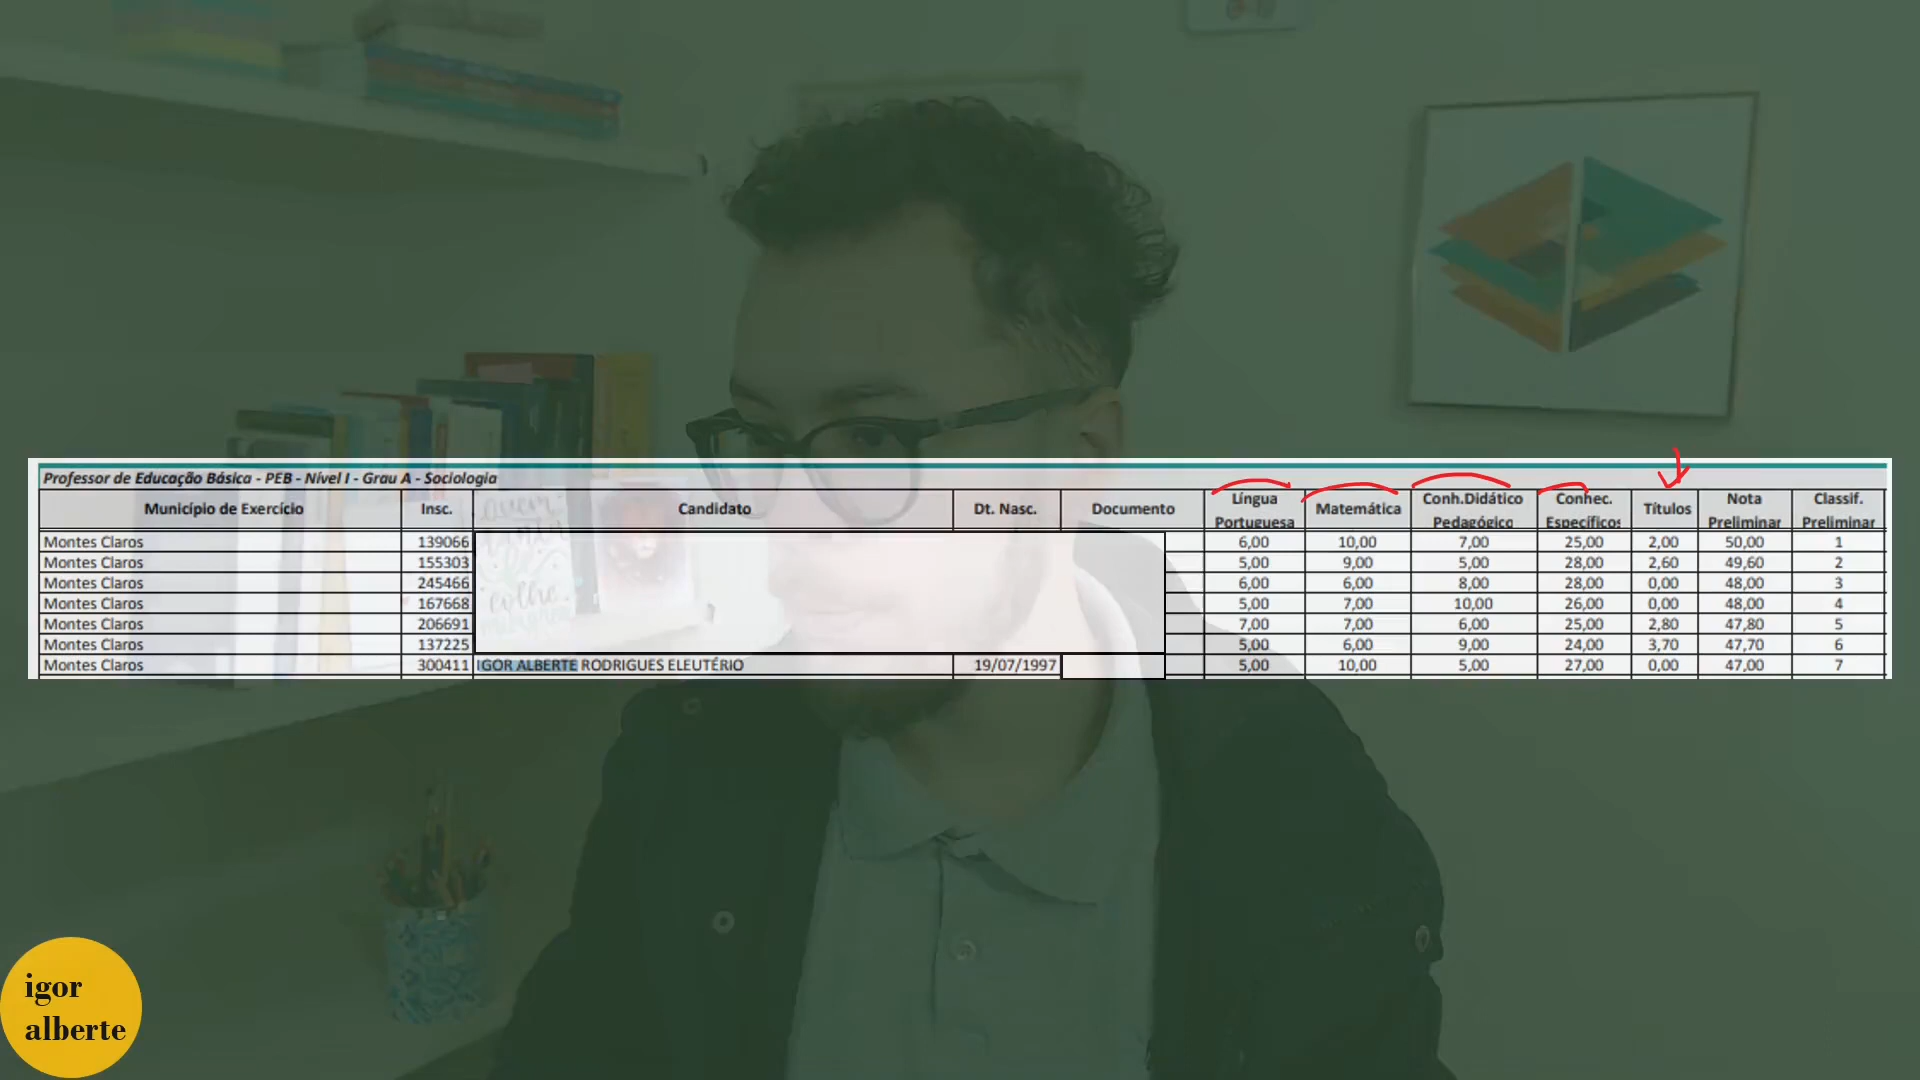 Professor de Educação Básica - PEB - Nível I - Grau A - Sociologia
Município de Exercício Insc. Candidato Dt. Nasc. Documento Língua Portuguesa Matemática Conh.Didático Pedagógico Conhec. Específicos Títulos Nota Preliminar Classif. Preliminar
Montes Claros 139066 6,00 10,00 7,00 25,00 2,00 50,00 1
Montes Claros 155303 5,00 9,00 5,00 28,00 2,60 49,60 2
Montes Claros 245466 6,00 6,00 8,00 28,00 0,00 48,00 3
Montes Claros 167668 5,00 7,00 10,00 26,00 0,00 48,00 4
Montes Claros 206691 7,00 7,00 6,00 25,00 2,80 47,80 5
Montes Claros 137225 5,00 6,00 9,00 24,00 3,70 47,70 6
Montes Claros 300411 IGOR ALBERTE RODRIGUES ELEUTÉRIO 19/07/1997 5,00 10,00 5,00 27,00 0,00 47,00 7
igor
alberte